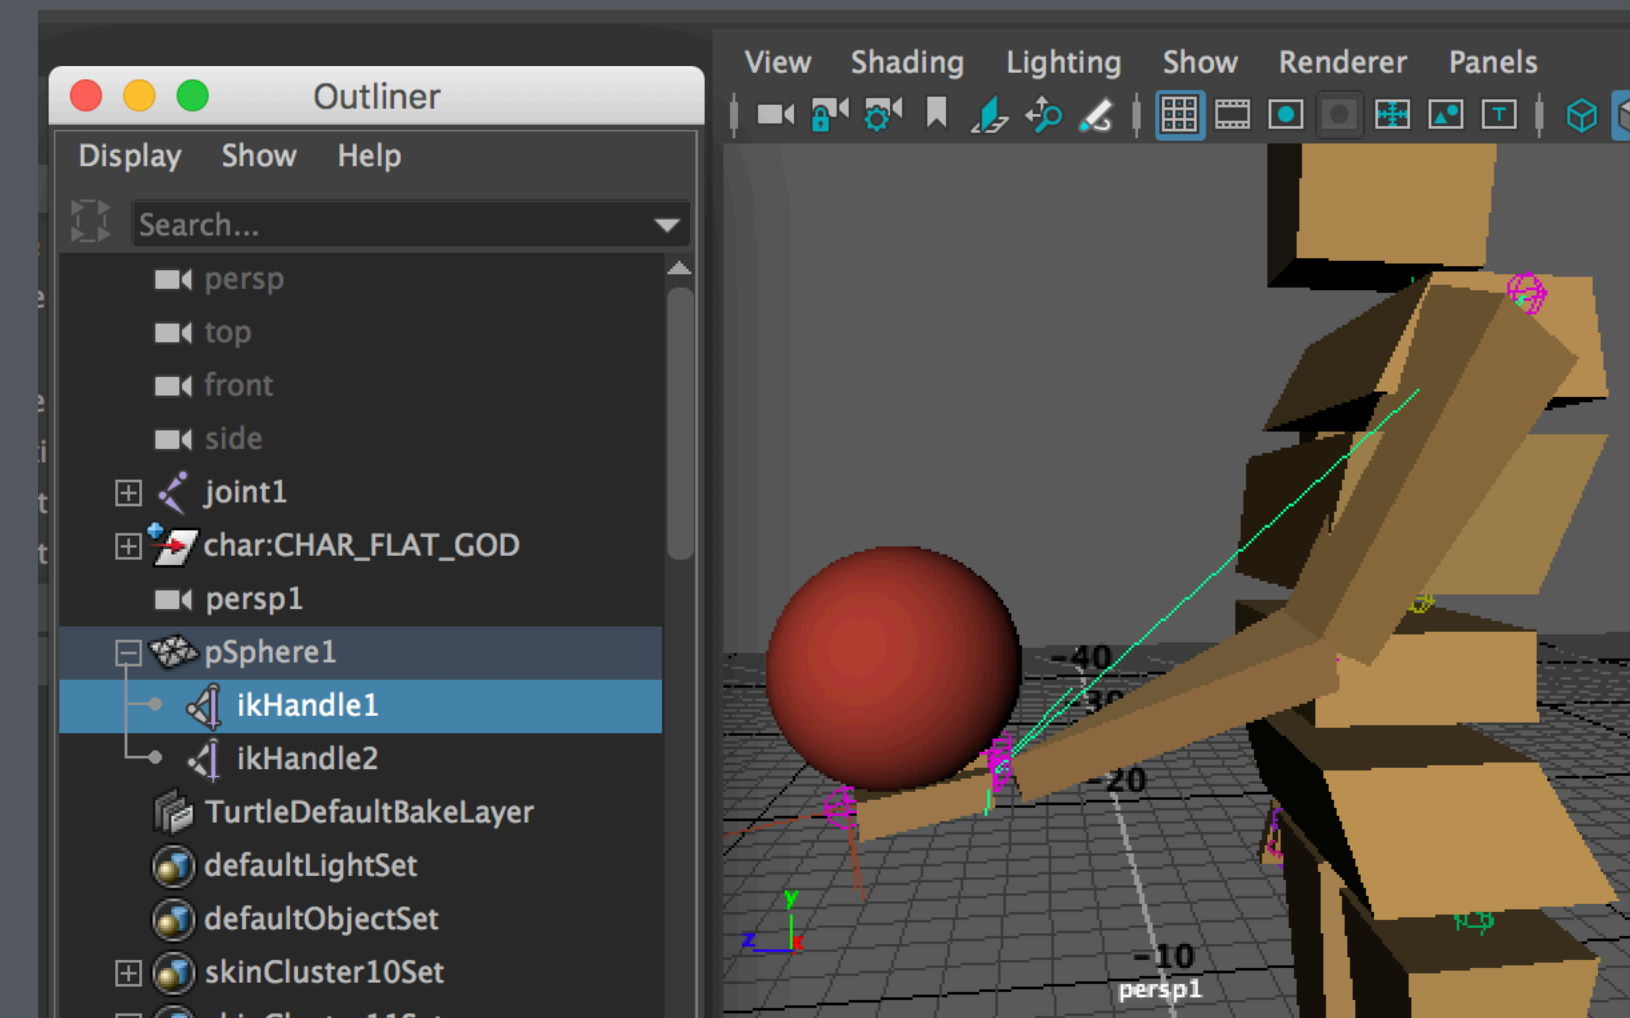 Outliner
Display Show Help
Search...
persp
top
front
side
joint1
char:CHAR_FLAT_GOD
persp1
pSphere1
ikHandle1
ikHandle2
TurtleDefaultBakeLayer
defaultLightSet
defaultObjectSet
skinCluster10Set
View Shading Lighting Show Renderer Panels
T
-40
-30
-20
-10
y
z x
persp1